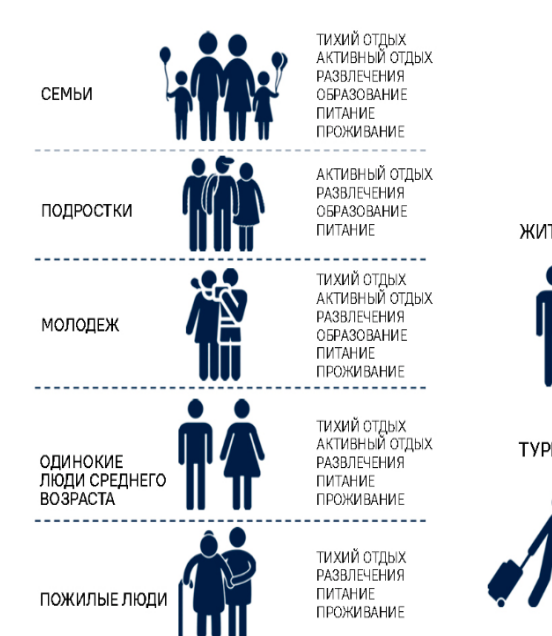 СЕМЬИ
ТИХИЙ ОТДЫХ
АКТИВНЫЙ ОТДЫХ
РАЗВЛЕЧЕНИЯ
ОБРАЗОВАНИЕ
ПИТАНИЕ
ПРОЖИВАНИЕ
ПОДРОСТКИ
АКТИВНЫЙ ОТДЫХ
РАЗВЛЕЧЕНИЯ
ОБРАЗОВАНИЕ
ПИТАНИЕ
МОЛОДЕЖ
ТИХИЙ ОТДЫХ
АКТИВНЫЙ ОТДЫХ
РАЗВЛЕЧЕНИЯ
ОБРАЗОВАНИЕ
ПИТАНИЕ
ПРОЖИВАНИЕ
ОДИНОКИЕ
ЛЮДИ СРЕДНЕГО
ВОЗРАСТА
ТИХИЙ ОТДЫХ
АКТИВНЫЙ ОТДЫХ
РАЗВЛЕЧЕНИЯ
ПИТАНИЕ
ПРОЖИВАНИЕ
ПОЖИЛЫЕ ЛЮДИ
ТИХИЙ ОТДЫХ
РАЗВЛЕЧЕНИЯ
ПИТАНИЕ
ПРОЖИВАНИЕ